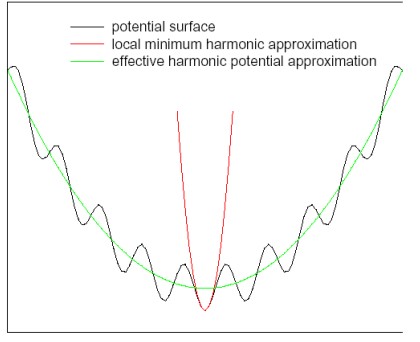 potential surface
local minimum harmonic approximation
effective harmonic potential approximation